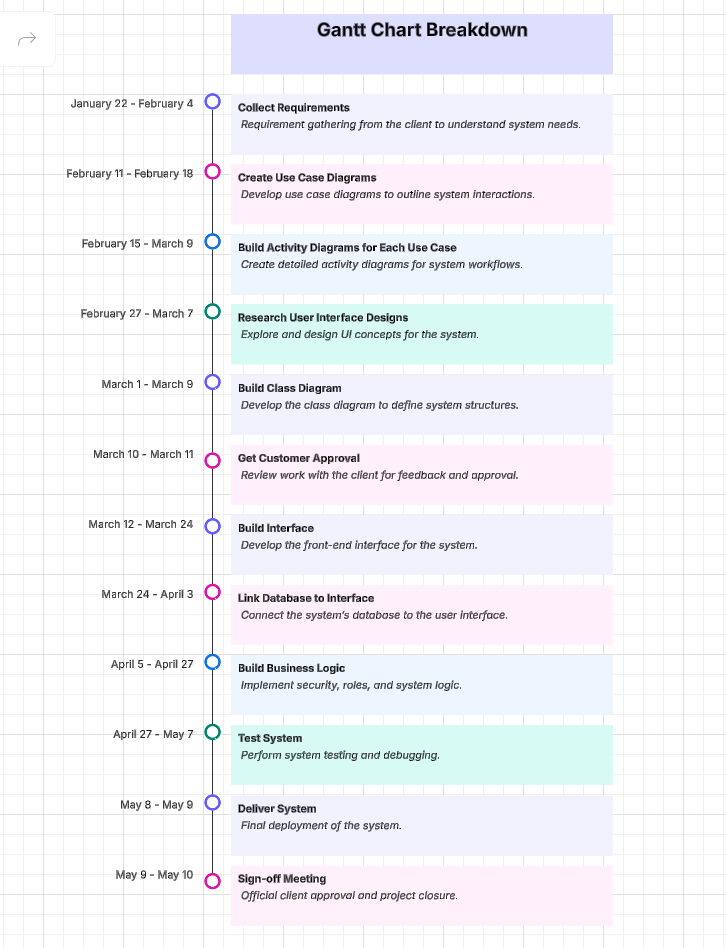 Gantt Chart Breakdown
January 22 - February 4
Collect Requirements
Requirement gathering from the client to understand system needs.
February 11 - February 18
Create Use Case Diagrams
Develop use case diagrams to outline system interactions.
February 15 - March 9
Build Activity Diagrams for Each Use Case
Create detailed activity diagrams for system workflows.
February 27 - March 7
Research User Interface Designs
Explore and design UI concepts for the system.
March 1 - March 9
Build Class Diagram
Develop the class diagram to define system structures.
March 10 - March 11
Get Customer Approval
Review work with the client for feedback and approval.
March 12 - March 24
Build Interface
Develop the front-end interface for the system.
March 24 - April 3
Link Database to Interface
Connect the system's database to the user interface.
April 5 - April 27
Build Business Logic
Implement security, roles, and system logic.
April 27 - May 7
Test System
Perform system testing and debugging.
May 8 - May 9
Deliver System
Final deployment of the system.
May 9 - May 10
Sign-off Meeting
Official client approval and project closure.